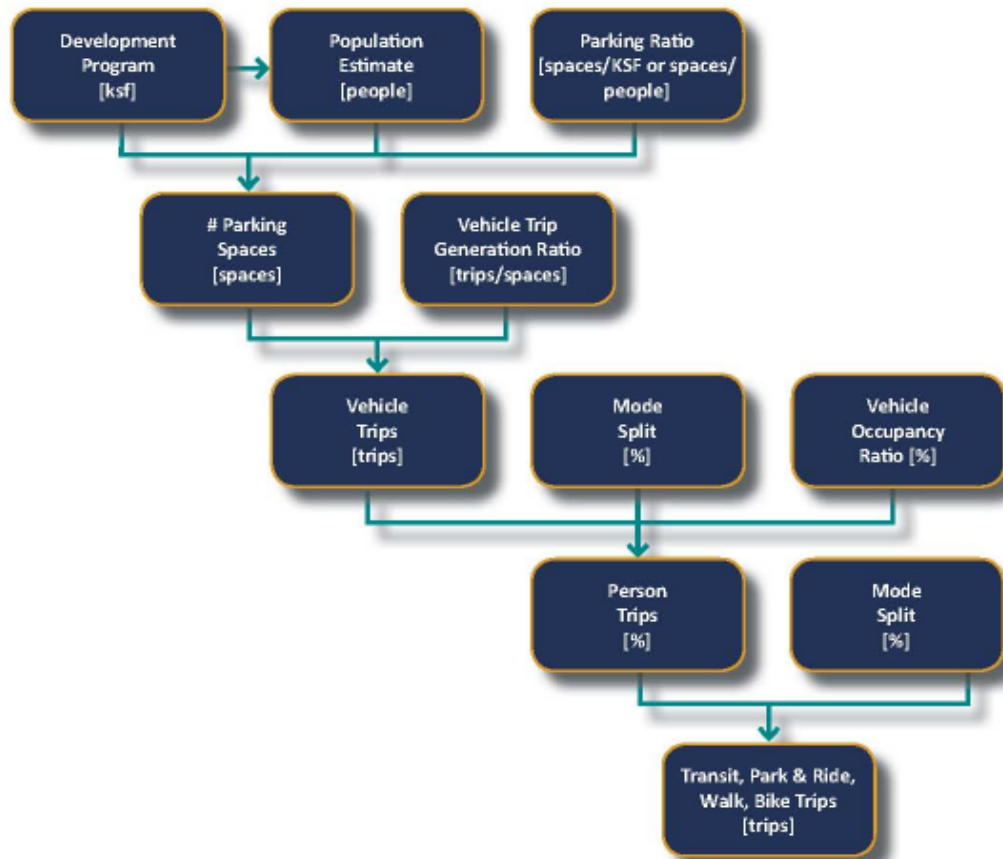 Development
Program
[ksf]
Population
Estimate
[people]
Parking Ratio
[spaces/KSF or spaces/
people]
# Parking
Spaces
[spaces]
Vehicle Trip
Generation Ratio
[trips/spaces]
Vehicle
Trips
[trips]
Mode
Split
[%]
Vehicle
Occupancy
Ratio [%]
Person
Trips
[%]
Mode
Split
[%]
Transit, Park & Ride,
Walk, Bike Trips
[trips]